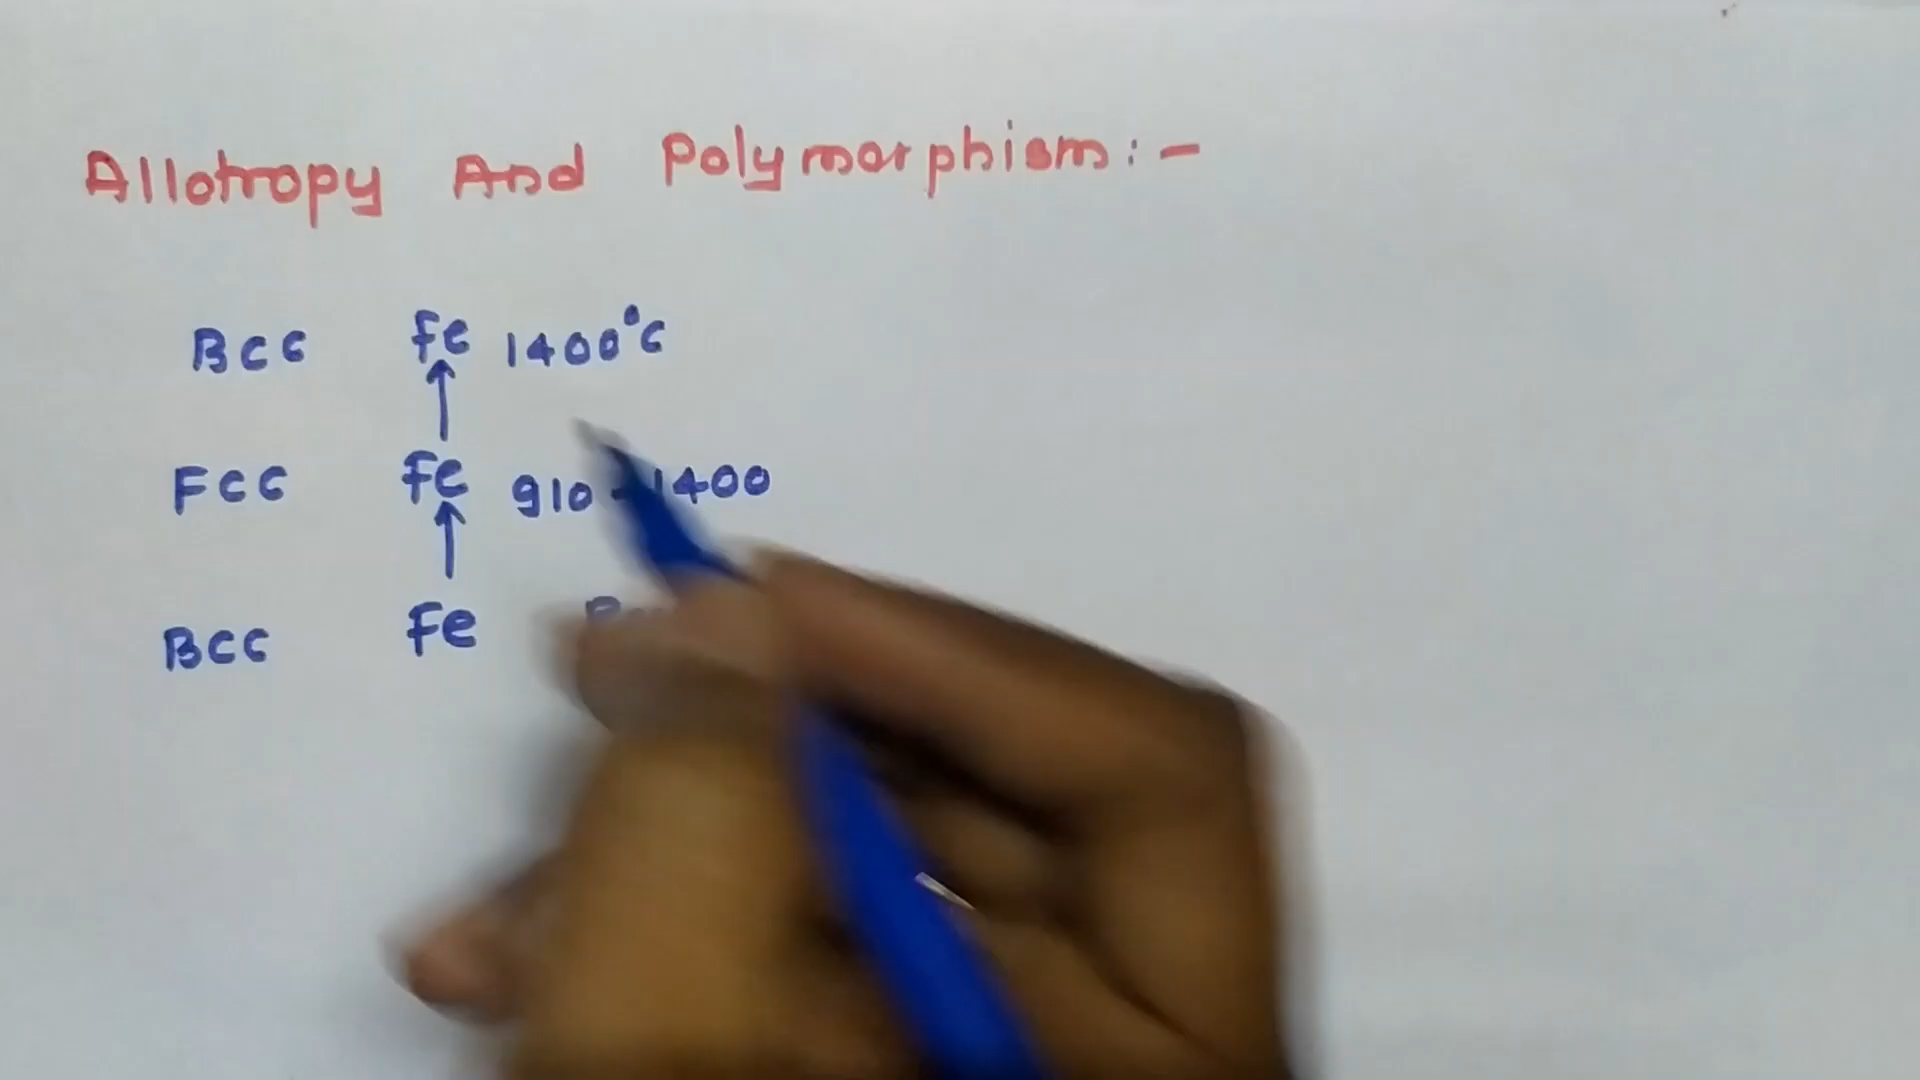 Allotropy And Polymorphism:-
BCC Fe 1400°C
FCC Fe 910-1400
BCC Fe